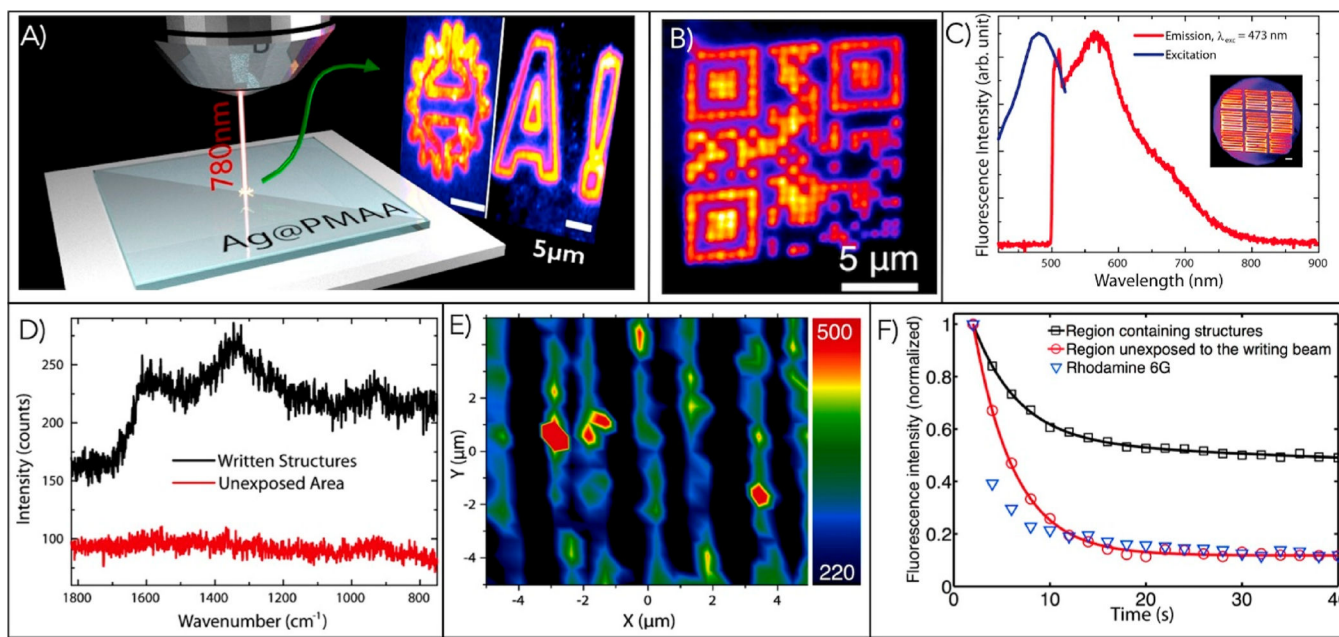 A)
780nm
Ag@PMAA
A!
5µm
B)
5 µm
C)
Fluorescence Intensity (arb. unit)
Emission, λexc = 473 nm
Excitation
500 600 700 800 900
Wavelength (nm)
D)
Intensity (counts)
250
200
150
100
Written Structures
Unexposed Area
1800 1600 1400 1200 1000 800
Wavenumber (cm-1)
E)
Y (µm)
4
2
0
-2
-4
-4 -2 0 2 4
X (µm)
500
220
F)
Fluorescence intensity (normalized)
1
0.8
0.6
0.4
0.2
Region containing structures
Region unexposed to the writing beam
Rhodamine 6G
0 10 20 30 40
Time (s)